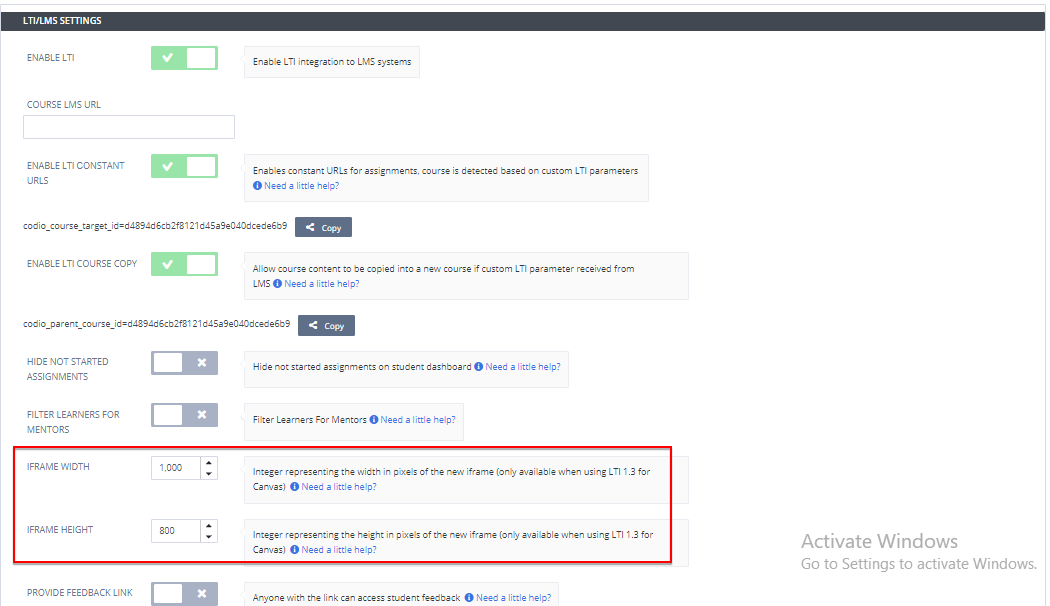 LTI/LMS SETTINGS
ENABLE LTI
Enable LTI integration to LMS systems
COURSE LMS URL
ENABLE LTI CONSTANT
URLS
Enables constant URLs for assignments, course is detected based on custom LTI parameters
Need a little help?
codio_course_target_id=d4894d6cb2f8121d45a9e040dcede6b9 Copy
ENABLE LTI COURSE COPY
Allow course content to be copied into a new course if custom LTI parameter received from
LMS Need a little help?
codio_parent_course_id=d4894d6cb2f8121d45a9e040dcede6b9 Copy
HIDE NOT STARTED
ASSIGNMENTS
Hide not started assignments on student dashboard Need a little help?
FILTER LEARNERS FOR
MENTORS
Filter Learners For Mentors Need a little help?
IFRAME WIDTH
1,000
Integer representing the width in pixels of the new iframe (only available when using LTI 1.3 for
Canvas) Need a little help?
IFRAME HEIGHT
800
Integer representing the height in pixels of the new iframe (only available when using LTI 1.3 for
Canvas) Need a little help?
Activate Windows
Go to Settings to activate Windows.
PROVIDE FEEDBACK LINK
Anyone with the link can access student feedback Need a little help?